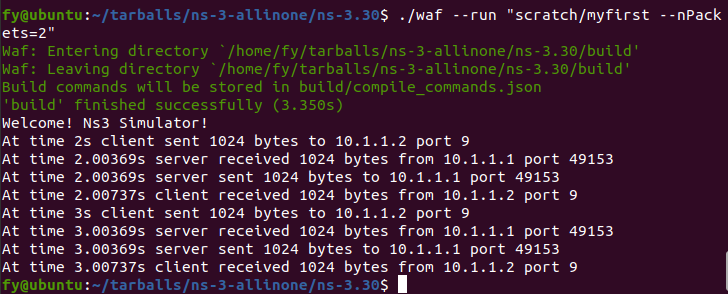 fy@ubuntu:~/tarballs/ns-3-allinone/ns-3.30$ ./waf --run "scratch/myfirst --nPack
ets=2"
Waf: Entering directory `/home/fy/tarballs/ns-3-allinone/ns-3.30/build'
Waf: Leaving directory `/home/fy/tarballs/ns-3-allinone/ns-3.30/build'
Build commands will be stored in build/compile_commands.json
'build' finished successfully (3.350s)
Welcome! Ns3 Simulator!
At time 2s client sent 1024 bytes to 10.1.1.2 port 9
At time 2.00369s server received 1024 bytes from 10.1.1.1 port 49153
At time 2.00369s server sent 1024 bytes to 10.1.1.1 port 49153
At time 2.00737s client received 1024 bytes from 10.1.1.2 port 9
At time 3s client sent 1024 bytes to 10.1.1.2 port 9
At time 3.00369s server received 1024 bytes from 10.1.1.1 port 49153
At time 3.00369s server sent 1024 bytes to 10.1.1.1 port 49153
At time 3.00737s client received 1024 bytes from 10.1.1.2 port 9
fy@ubuntu:~/tarballs/ns-3-allinone/ns-3.30$